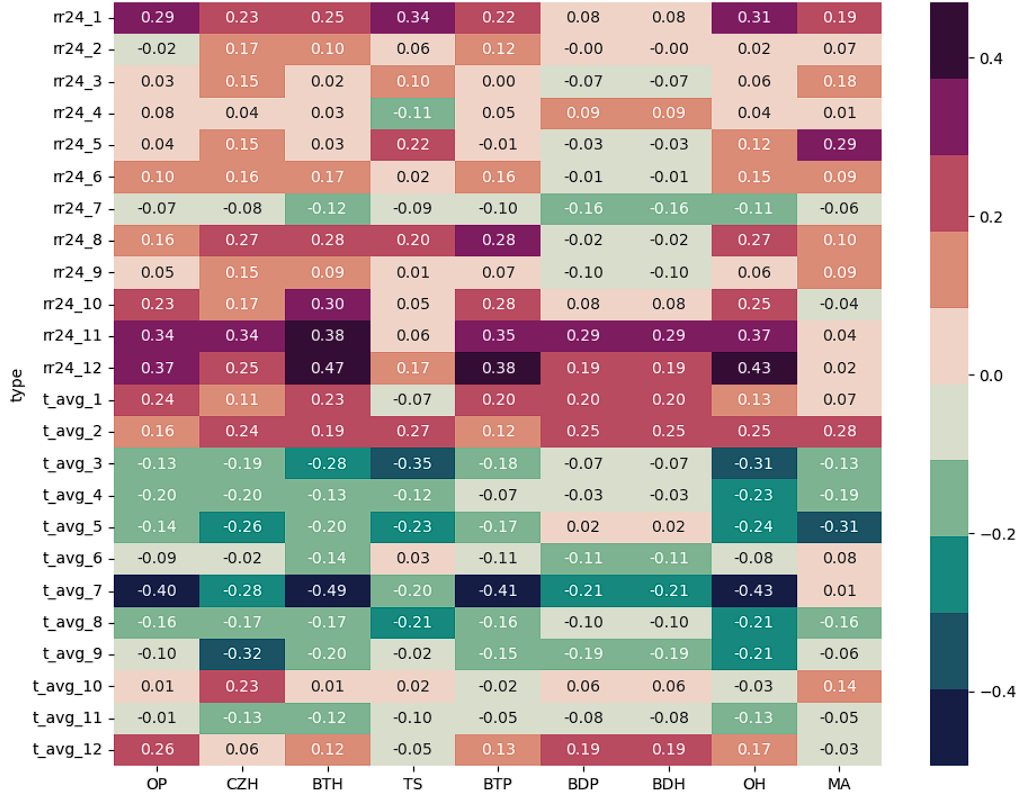 rr24_1 0.29 0.23 0.25 0.34 0.22 0.08 0.08 0.31 0.19
rr24_2 -0.02 0.17 0.10 0.06 0.12 -0.00 -0.00 0.02 0.07
0.4
rr24_3 0.03 0.15 0.02 0.10 0.00 -0.07 -0.07 0.06 0.18
rr24_4 0.08 0.04 0.03 -0.11 0.05 0.09 0.09 0.04 0.01
rr24_5 0.04 0.15 0.03 0.22 -0.01 -0.03 -0.03 0.12 0.29
rr24_6 0.10 0.16 0.17 0.02 0.16 -0.01 -0.01 0.15 0.09
rr24_7 -0.07 -0.08 -0.12 -0.09 -0.10 -0.16 -0.16 -0.11 -0.06
0.2
rr24_8 0.16 0.27 0.28 0.20 0.28 -0.02 -0.02 0.27 0.10
rr24_9 0.05 0.15 0.09 0.01 0.07 -0.10 -0.10 0.06 0.09
rr24_10 0.23 0.17 0.30 0.05 0.28 0.08 0.08 0.25 -0.04
rr24_11 0.34 0.34 0.38 0.06 0.35 0.29 0.29 0.37 0.04
rr24_12 0.37 0.25 0.47 0.17 0.38 0.19 0.19 0.43 0.02
0.0
type
t_avg_1 0.24 0.11 0.23 -0.07 0.20 0.20 0.20 0.13 0.07
t_avg_2 0.16 0.24 0.19 0.27 0.12 0.25 0.25 0.25 0.28
t_avg_3 -0.13 -0.19 -0.28 -0.35 -0.18 -0.07 -0.07 -0.31 -0.13
t_avg_4 -0.20 -0.20 -0.13 -0.12 -0.07 -0.03 -0.03 -0.23 -0.19
t_avg_5 -0.14 -0.26 -0.20 -0.23 -0.17 0.02 0.02 -0.24 -0.31
−0.2
t_avg_6 -0.09 -0.02 -0.14 0.03 -0.11 -0.11 -0.11 -0.08 0.08
t_avg_7 -0.40 -0.28 -0.49 -0.20 -0.41 -0.21 -0.21 -0.43 0.01
t_avg_8 -0.16 -0.17 -0.17 -0.21 -0.16 -0.10 -0.10 -0.21 -0.16
t_avg_9 -0.10 -0.32 -0.20 -0.02 -0.15 -0.19 -0.19 -0.21 -0.06
t_avg_10 0.01 0.23 0.01 0.02 -0.02 0.06 0.06 -0.03 0.14
−0.4
t_avg_11 -0.01 -0.13 -0.12 -0.10 -0.05 -0.08 -0.08 -0.13 -0.05
t_avg_12 0.26 0.06 0.12 -0.05 0.13 0.19 0.19 0.17 -0.03
OP CZH BTH TS BTP BDP BDH OH MA